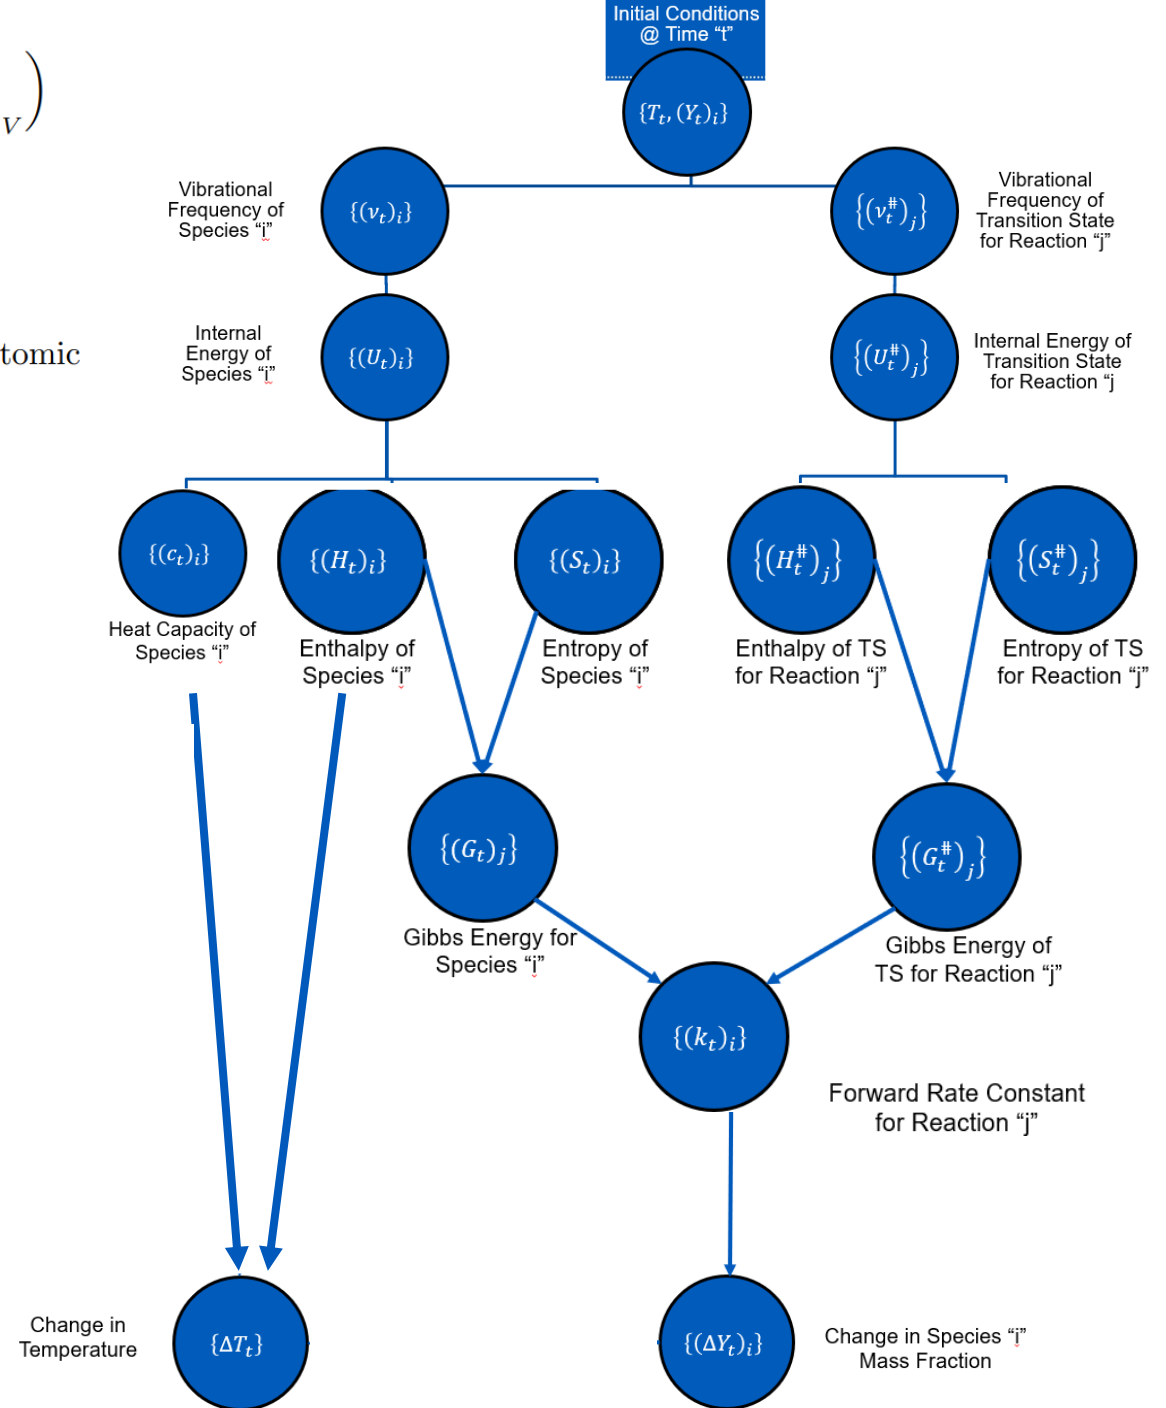 Initial Conditions
@ Time “t”
)
V
{T_t, (Y_t)_i}
Vibrational
Frequency of
Species “i”
{(ν_t)_i}
{(ν_t^⧧)_j}
Vibrational
Frequency of
Transition State
for Reaction “j”
tomic
Internal
Energy of
Species “i”
{(U_t)_i}
{(U_t^⧧)_j}
Internal Energy of
Transition State
for Reaction “j
{(c_t)_i}
{(H_t)_i}
{(S_t)_i}
{(H_t^⧧)_j}
{(S_t^⧧)_j}
Heat Capacity of
Species “i”
Enthalpy of
Species “i”
Entropy of
Species “i”
Enthalpy of TS
for Reaction “j”
Entropy of TS
for Reaction “j”
{(G_t)_j}
{(G_t^⧧)_j}
Gibbs Energy for
Species “i”
Gibbs Energy of
TS for Reaction “j”
{(k_t)_i}
Forward Rate Constant
for Reaction “j”
Change in
Temperature
{ΔT_t}
{(ΔY_t)_i}
Change in Species “i”
Mass Fraction